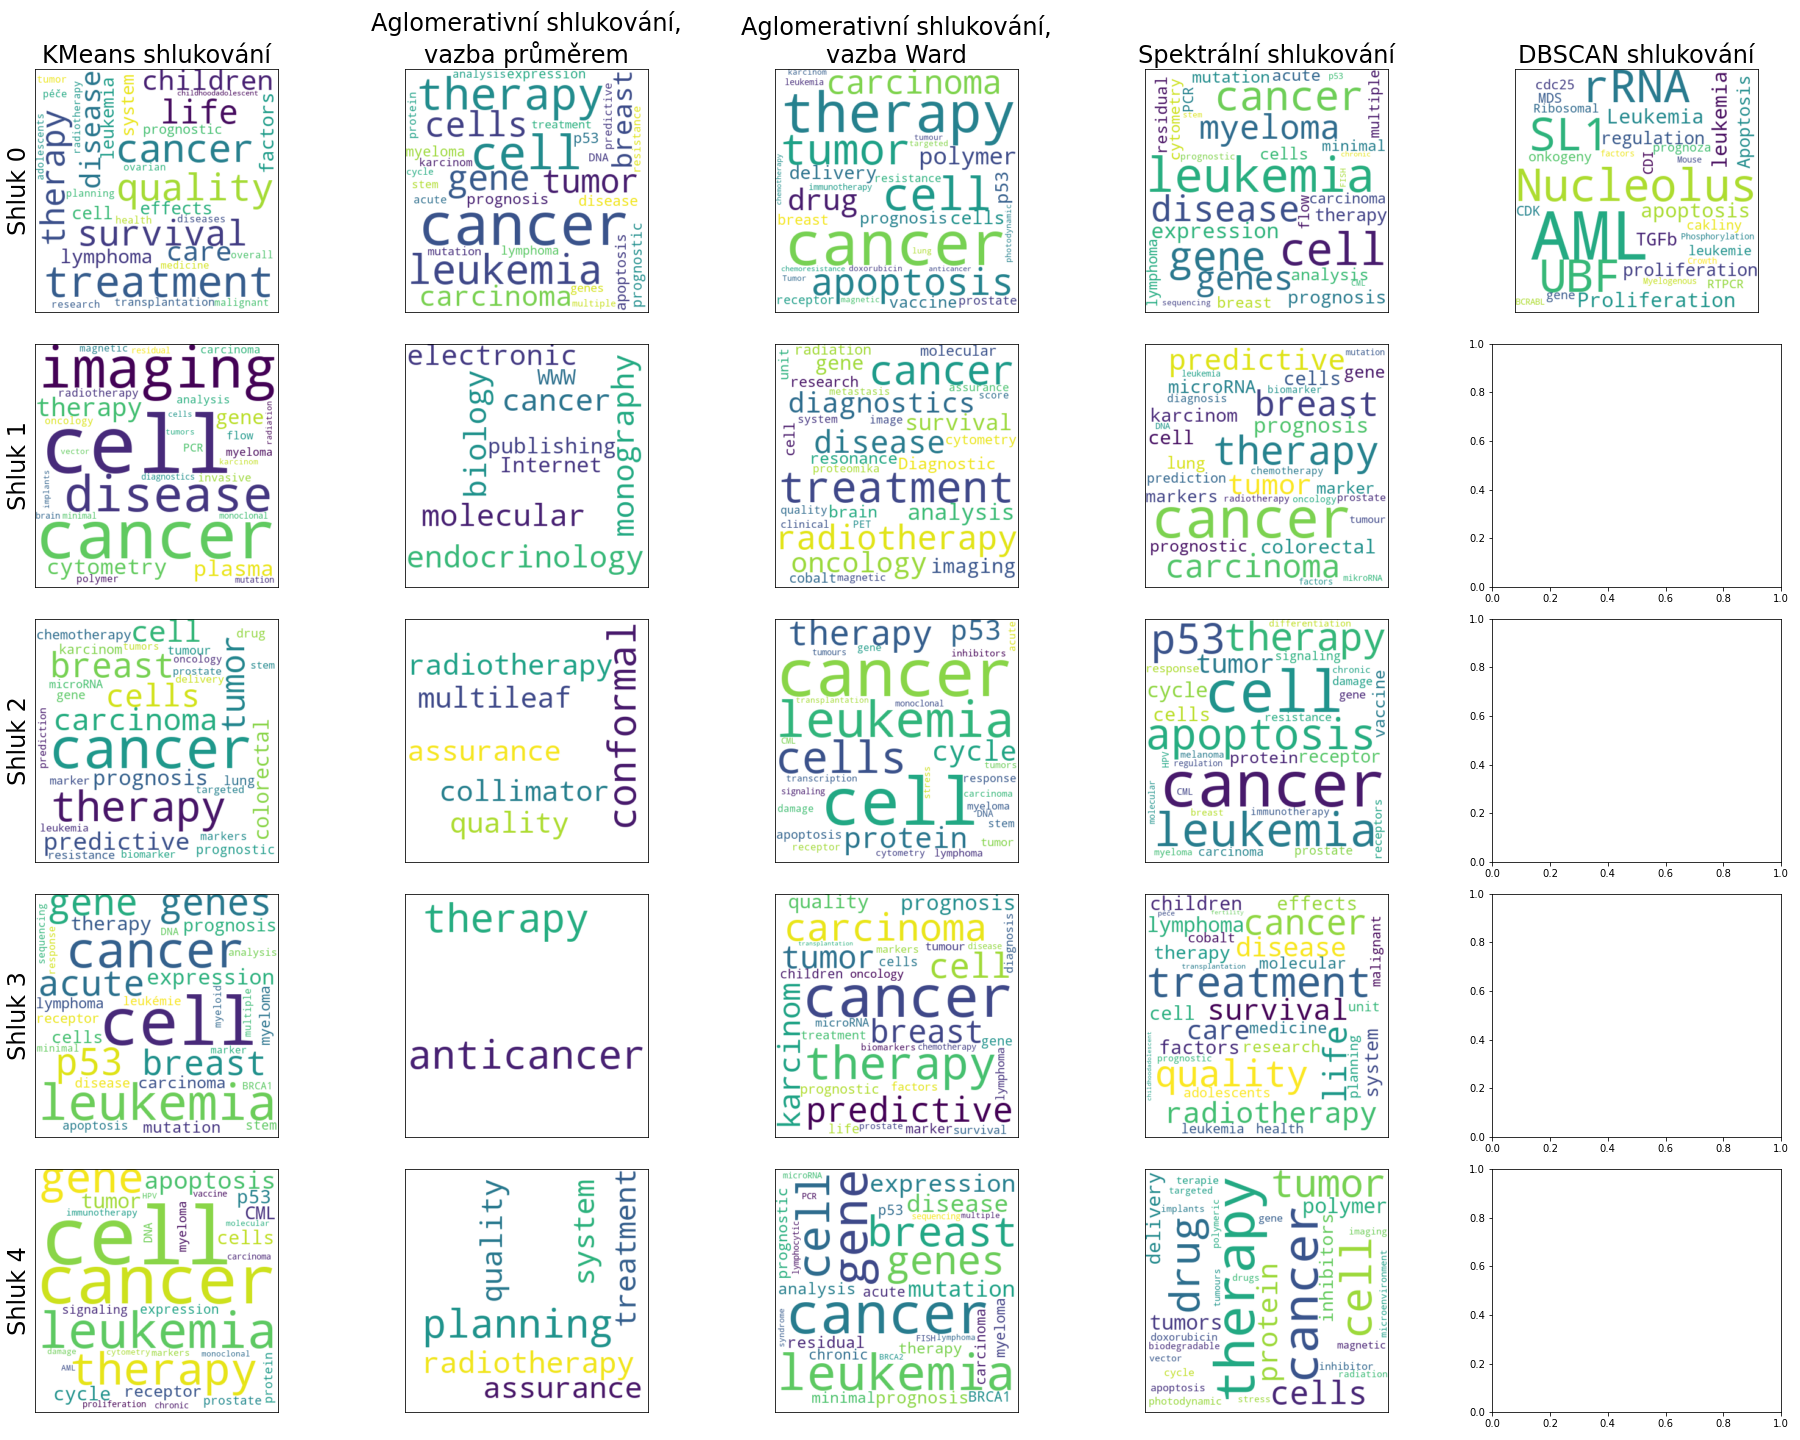 KMeans shlukování
Aglomerativní shlukování,
vazba průměrem
Aglomerativní shlukování,
vazba Ward
Spektrální shlukování
DBSCAN shlukování
Shluk 0
tumor
péče
adolescents
radiotherapy
disease
leukemia
system
children
childhoodadolescent
life
prognostic
factors
therapy
cancer
ovarian
planning
quality
cell
effects
health
diseases
survival
lymphoma
care
overall
medicine
treatment
research
transplantation
malignant
analysis
expression
protein
therapy
predictive
breast
cells
treatment
p53
resistance
myeloma
karcinom
cell
DNA
cycle
stem
gene
tumor
acute
prognosis
disease
cancer
mutation
lymphoma
apoptosis
prognostic
leukemia
carcinoma
genes
multiple
karcinom
leukemia
carcinoma
therapy
tumor
tumour
targeted
polymer
chemotherapy
delivery
resistance
immunotherapy
drug
cell
p53
breast
prognosis
cells
photodynamic
cancer
lung
chemoresistance
doxorubicin
anticancer
Tumor
apoptosis
receptor
magnetic
vaccine
prostate
residual
cytometry
mutation
acute
p53
multiple
PCR
cancer
stem
myeloma
minimal
prognostic
cells
chronic
leukemia
FISH
disease
flow
carcinoma
therapy
expression
lymphoma
gene
cell
genes
analysis
CML
sequencing
breast
prognosis
cdc25
MDS
rRNA
leukemia
Apoptosis
Ribosomal
Leukemia
SL1
regulation
onkogeny
factors
CDI
prognoza
Mouse
Nucleolus
CDK
apoptosis
cakliny
AML
TGFb
Phosphorylation
leukemie
UBF
proliferation
growth
Myelogenous
RTPCR
BCRABL
gene
Proliferation
Shluk 1
magnetic
residual
carcinoma
imaging
radiotherapy
analysis
therapy
cells
gene
oncology
radiation
tumors
flow
cell
PCR
myeloma
vector
karcinom
diagnostics
invasive
implants
disease
brain
minimal
monoclonal
cancer
cytometry
plasma
polymer
mutation
electronic
WWW
biology
cancer
monography
publishing
Internet
molecular
endocrinology
unit
radiation
molecular
gene
cancer
research
metastasis
assurance
score
diagnostics
system
image
survival
cell
disease
cytometry
resonance
proteomika
Diagnostic
treatment
quality
brain
analysis
clinical
PET
radiotherapy
oncology
imaging
cobalt
magnetic
predictive
mutation
leukemia
cells
gene
microRNA
biomarker
diagnosis
breast
karcinom
DNA
prognosis
cell
therapy
lung
chemotherapy
prediction
tumor
marker
markers
radiotherapy
oncology
prostate
cancer
tumour
prognostic
colorectal
carcinoma
factors
mikroRNA
1.0
0.8
0.6
0.4
0.2
0.0
0.0 0.2 0.4 0.6 0.8 1.0
Shluk 2
chemotherapy
cell
drug
karcinom
tumors
tumour
tumor
breast
oncology
prostate
stem
microRNA
delivery
gene
cells
carcinoma
prediction
cancer
colorectal
marker
prognosis
lung
targeted
therapy
leukemia
predictive
markers
resistance
biomarker
prognostic
radiotherapy
conformal
multileaf
assurance
collimator
quality
therapy
p53
acute
tumours
gene
inhibitors
cancer
transplantation
monoclonal
leukemia
CML
cells
cycle
tumors
transcription
stress
response
signaling
cell
carcinoma
damage
myeloma
DNA
stem
apoptosis
protein
receptor
tumor
cytometry
lymphoma
differentiation
p53
therapy
signaling
response
tumor
chronic
damage
cycle
cell
gene
vaccine
cells
resistance
apoptosis
HPV
melanoma
protein
receptor
regulation
cancer
CML
molecular
breast
immunotherapy
leukemia
receptors
myeloma
carcinoma
prostate
1.0
0.8
0.6
0.4
0.2
0.0
0.0 0.2 0.4 0.6 0.8 1.0
Shluk 3
gene
genes
sequencing
therapy
DNA
prognosis
response
cancer
analysis
acute
expression
lymphoma
leukémie
myeloid
multiple
myeloma
receptor
cell
cells
minimal
marker
p53
breast
disease
carcinoma
BRCA1
leukemia
apoptosis
mutation
stem
therapy
anticancer
quality
prognosis
carcinoma
transplantation
markers
tumour
disease
diagnosis
tumor
cells
cell
children
oncology
karcinom
cancer
microRNA
breast
treatment
biomarkers
chemotherapy
gene
therapy
lymphoma
prognostic
factors
predictive
life
prostate
marker
survival
children
effects
péče
fertility
lymphoma
cancer
cobalt
malignant
therapy
disease
transplantation
molecular
treatment
cell
survival
unit
care
medicine
life
system
factors
research
planning
childhoodadolescent
prognostic
quality
adolescents
radiotherapy
leukemia
health
1.0
0.8
0.6
0.4
0.2
0.0
0.0 0.2 0.4 0.6 0.8 1.0
Shluk 4
gene
apoptosis
tumor
HPV
vaccine
p53
immunotherapy
myeloma
CML
DNA
molecular
cell
cells
carcinoma
cancer
signaling
expression
leukemia
damage
cytometry
markers
monoclonal
AML
therapy
protein
cycle
receptor
prostate
proliferation
chronic
quality
system
treatment
planning
radiotherapy
assurance
microRNA
prognostic
PCR
cell
gene
expression
p53
disease
sequencing
multiple
lymphocytic
breast
genes
analysis
acute
mutation
cancer
syndrome
residual
FISH
lymphoma
carcinoma
myeloma
chronic
BRCA2
therapy
leukemia
minimal
prognosis
BRCA1
delivery
terapie
targeted
tumor
implants
polymeric
gene
polymer
drug
therapy
cancer
inhibitors
imaging
cell
drugs
tumours
protein
microenvironment
tumors
doxorubicin
biodegradable
magnetic
vector
inhibitor
cycle
radiation
apoptosis
cells
photodynamic
stress
1.0
0.8
0.6
0.4
0.2
0.0
0.0 0.2 0.4 0.6 0.8 1.0